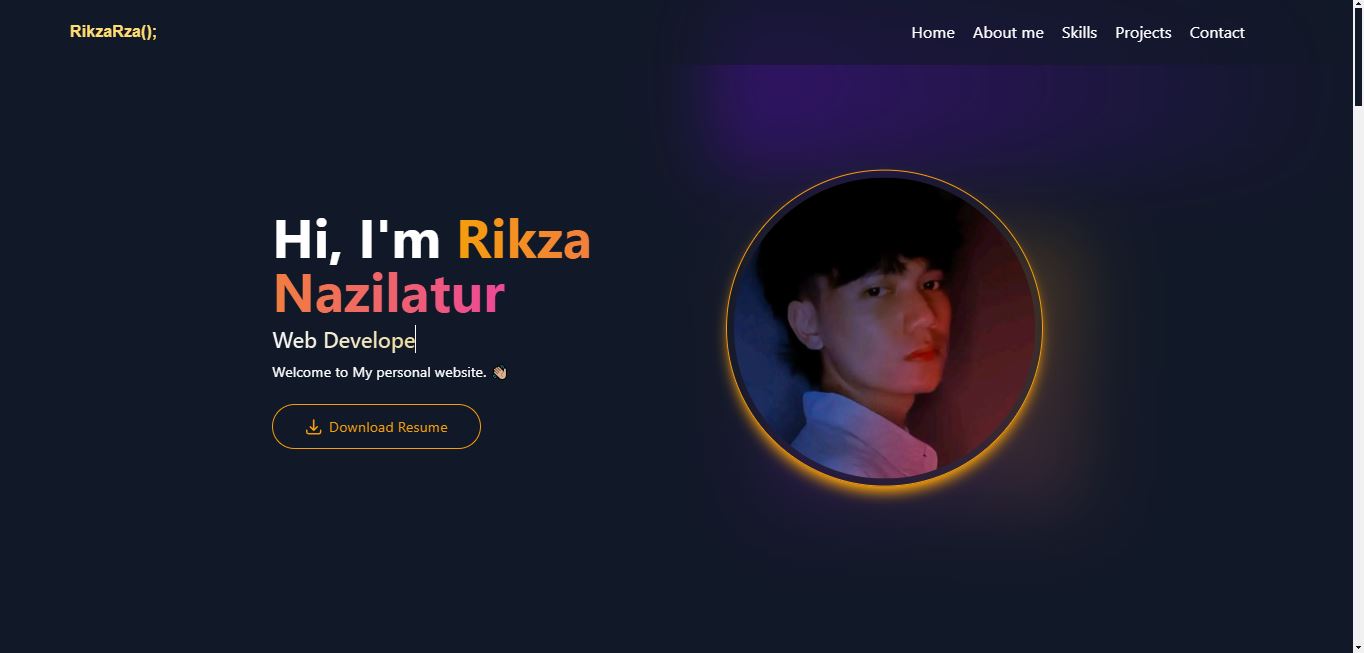 RikzaRza();
Home About me Skills Projects Contact
Hi, I'm Rikza
Nazilatur
Web Develope
Welcome to My personal website. 👋🏼
Download Resume